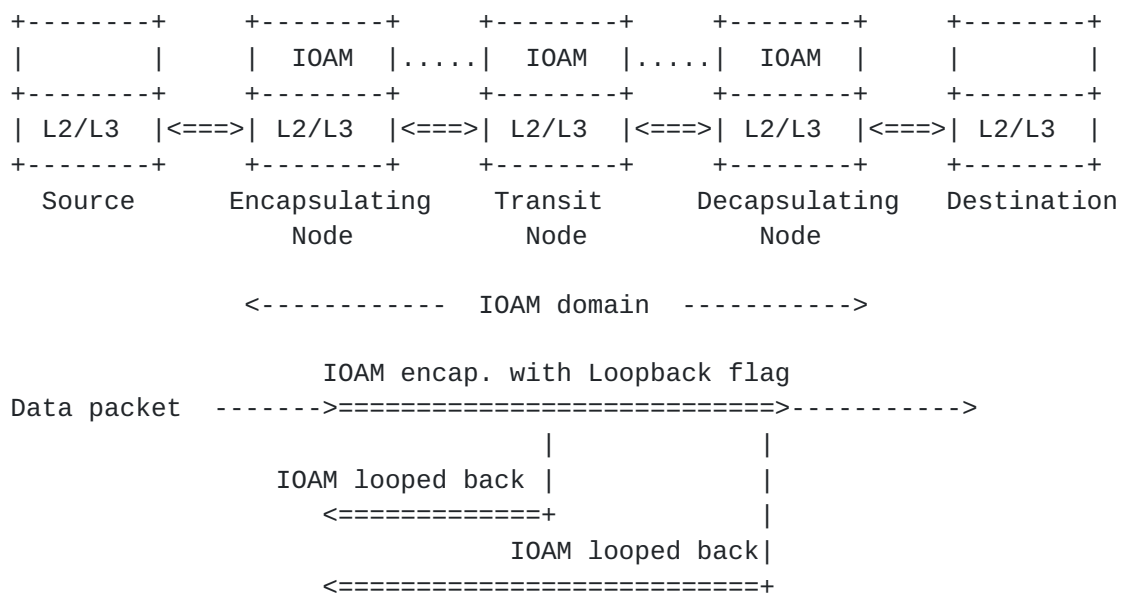 +--------+     +--------+     +--------+     +--------+     +--------+
|        |     |  IOAM  |.....|  IOAM  |.....|  IOAM  |     |        |
+--------+     +--------+     +--------+     +--------+     +--------+
| L2/L3  |<===>| L2/L3  |<===>| L2/L3  |<===>| L2/L3  |<===>| L2/L3  |
+--------+     +--------+     +--------+     +--------+     +--------+
  Source      Encapsulating    Transit      Decapsulating   Destination
                  Node           Node           Node

               <------------  IOAM domain  ----------->

                    IOAM encap. with Loopback flag
Data packet  ------->============================>----------->
                                  |             |
                 IOAM looped back |             |
                    <=============+             |
                                IOAM looped back|
                    <===========================+